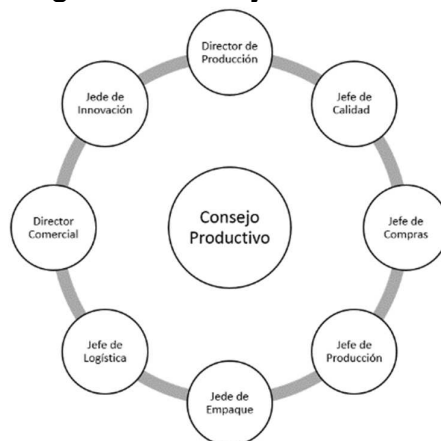 Director de
Producción
Jede de
Innovación
Jefe de
Calidad
Director
Comercial
Consejo
Productivo
Jefe de
Compras
Jefe de
Logística
Jefe de
Producción
Jede de
Empaque